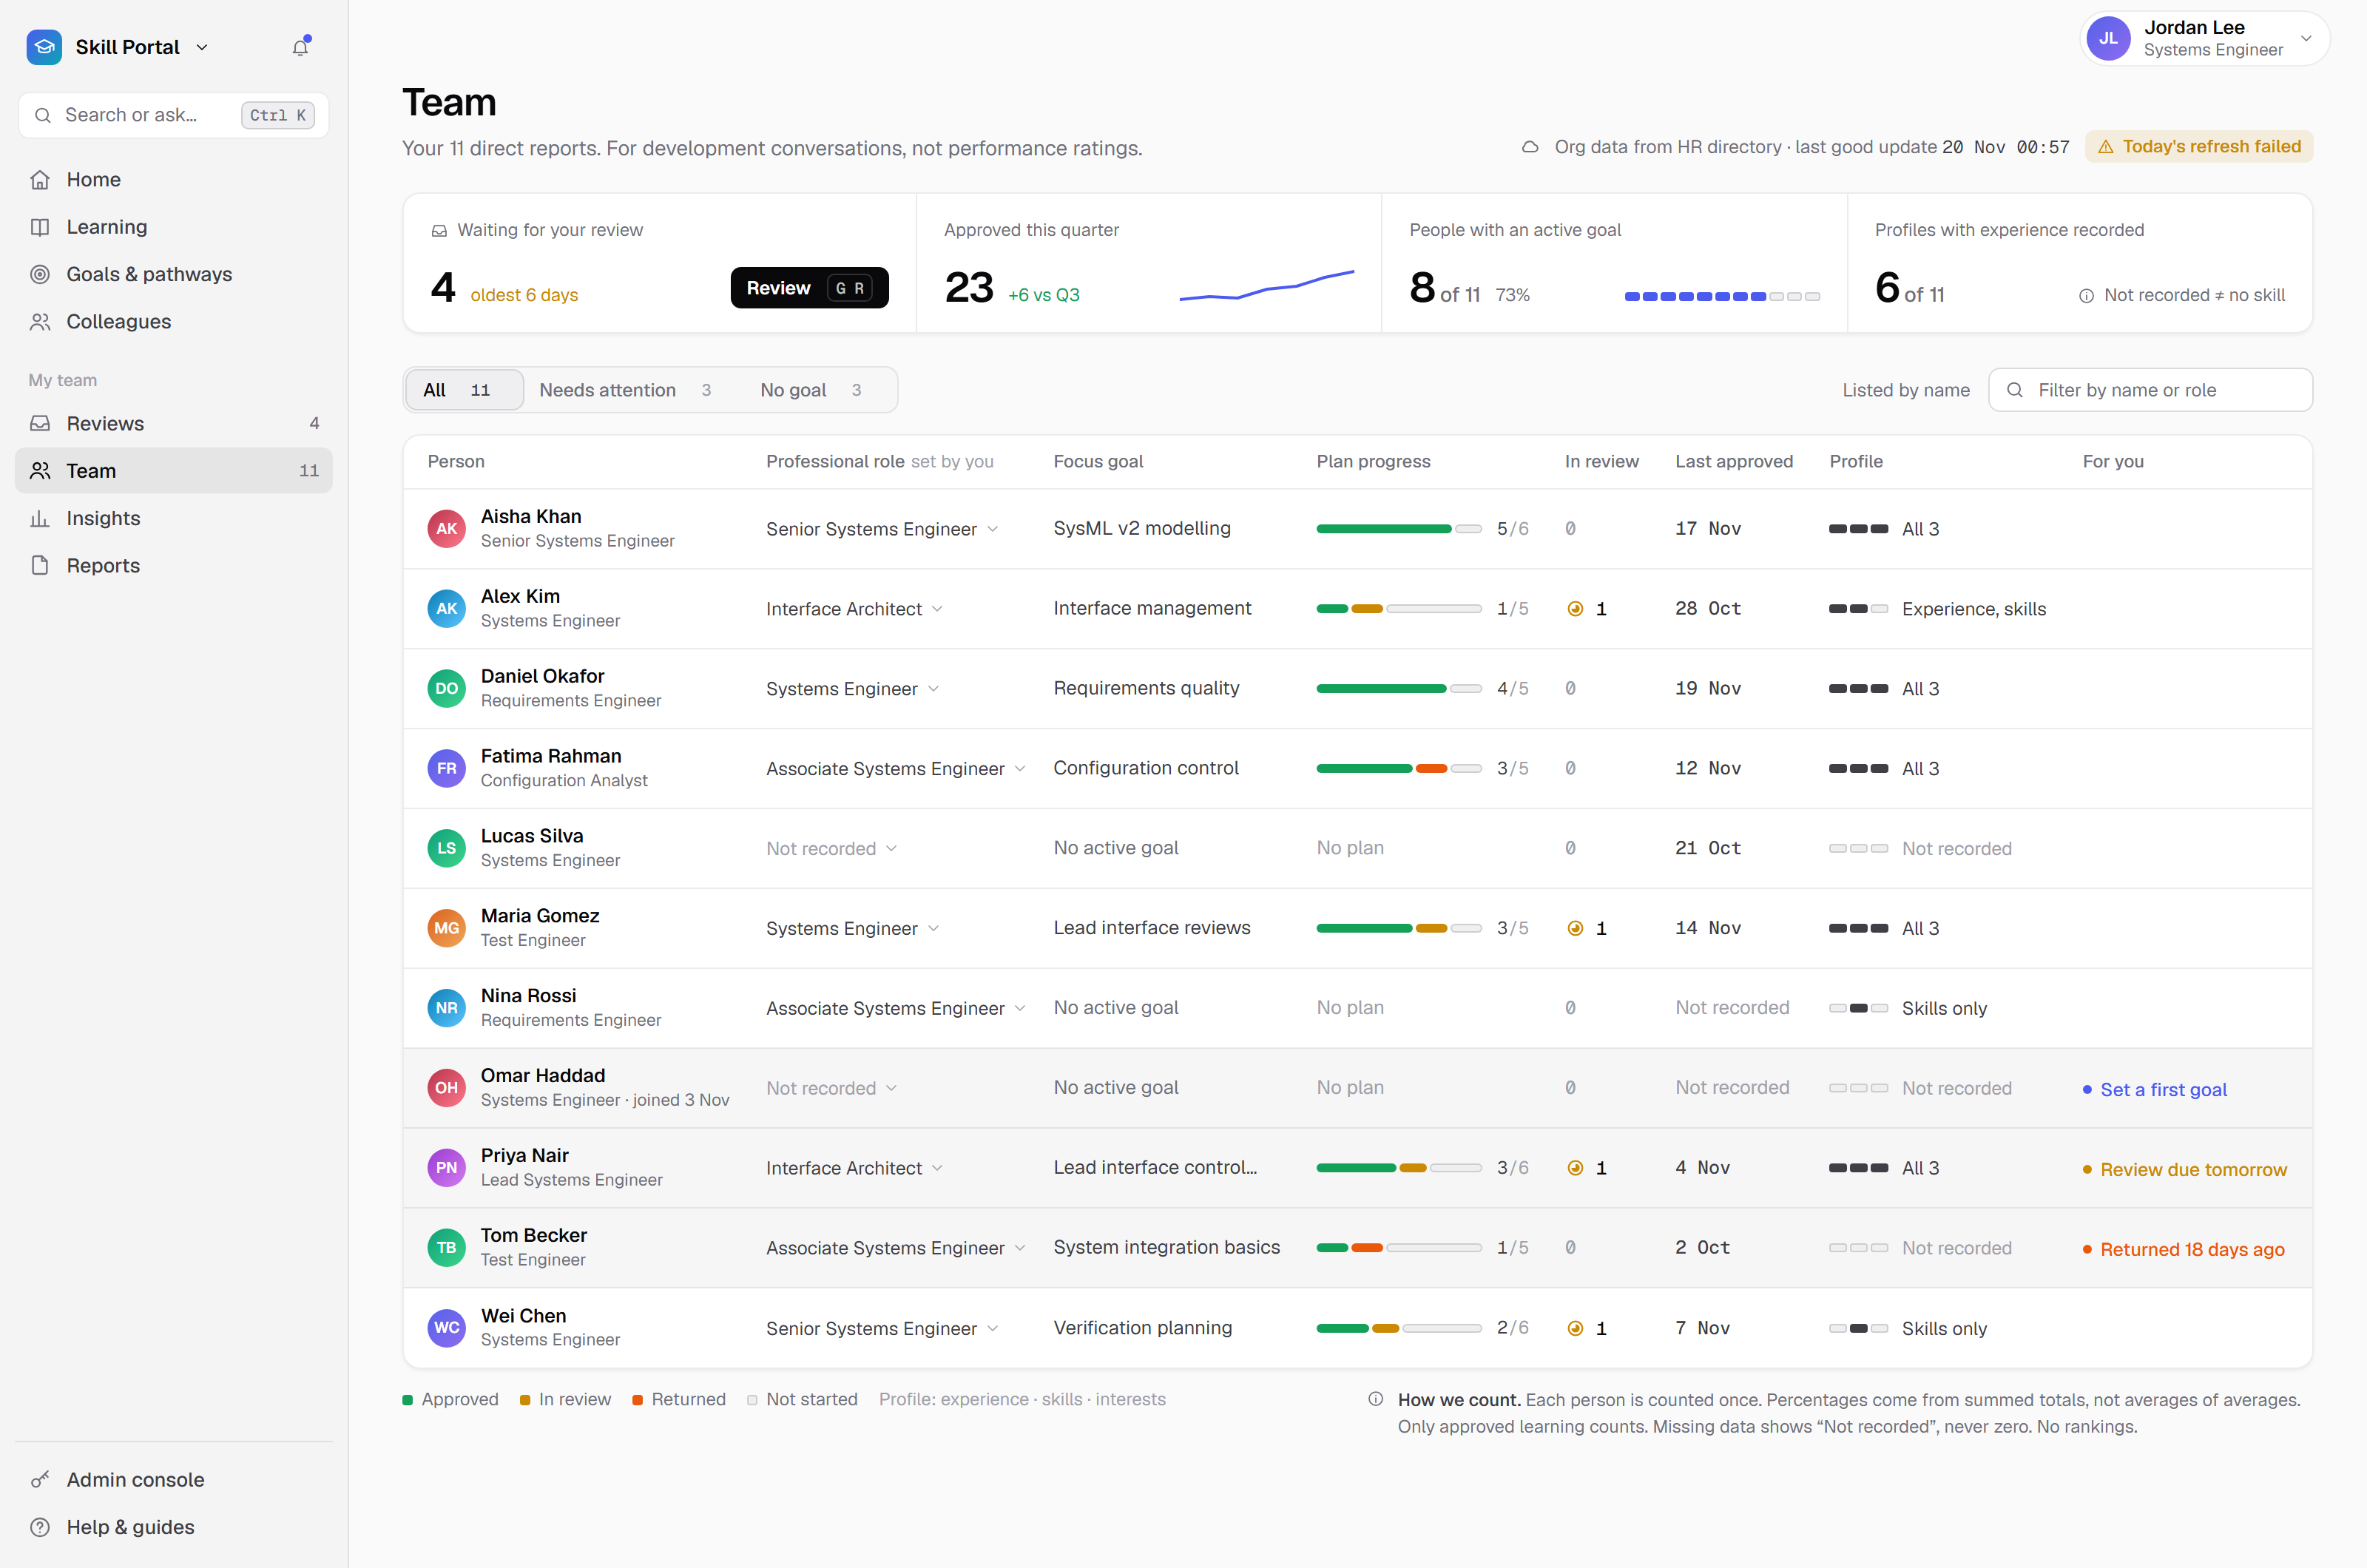 Skill Portal
Search or ask...
Ctrl K
Home
Learning
Goals & pathways
Colleagues
My team
Reviews 4
Team 11
Insights
Reports
Admin console
Help & guides
JL
Jordan Lee
Systems Engineer
Team
Your 11 direct reports. For development conversations, not performance ratings.
Org data from HR directory · last good update 20 Nov 00:57
Today's refresh failed
Waiting for your review
4 oldest 6 days
Review G R
Approved this quarter
23 +6 vs Q3
People with an active goal
8 of 11 73%
Profiles with experience recorded
6 of 11
Not recorded ≠ no skill
All 11 Needs attention 3 No goal 3
Listed by name
Filter by name or role
Person Professional role set by you Focus goal Plan progress In review Last approved Profile For you
AK Aisha Khan
Senior Systems Engineer
Senior Systems Engineer SysML v2 modelling 5/6 0 17 Nov All 3
AK Alex Kim
Systems Engineer
Interface Architect Interface management 1/5 1 28 Oct Experience, skills
DO Daniel Okafor
Requirements Engineer
Systems Engineer Requirements quality 4/5 0 19 Nov All 3
FR Fatima Rahman
Configuration Analyst
Associate Systems Engineer Configuration control 3/5 0 12 Nov All 3
LS Lucas Silva
Systems Engineer
Not recorded No active goal No plan 0 21 Oct Not recorded
MG Maria Gomez
Test Engineer
Systems Engineer Lead interface reviews 3/5 1 14 Nov All 3
NR Nina Rossi
Requirements Engineer
Associate Systems Engineer No active goal No plan 0 Not recorded Skills only
OH Omar Haddad
Systems Engineer · joined 3 Nov
Not recorded No active goal No plan 0 Not recorded Not recorded Set a first goal
PN Priya Nair
Lead Systems Engineer
Interface Architect Lead interface control... 3/6 1 4 Nov All 3 Review due tomorrow
TB Tom Becker
Test Engineer
Associate Systems Engineer System integration basics 1/5 0 2 Oct Not recorded Returned 18 days ago
WC Wei Chen
Systems Engineer
Senior Systems Engineer Verification planning 2/6 1 7 Nov Skills only
Approved In review Returned Not started Profile: experience · skills · interests
How we count. Each person is counted once. Percentages come from summed totals, not averages of averages.
Only approved learning counts. Missing data shows “Not recorded”, never zero. No rankings.